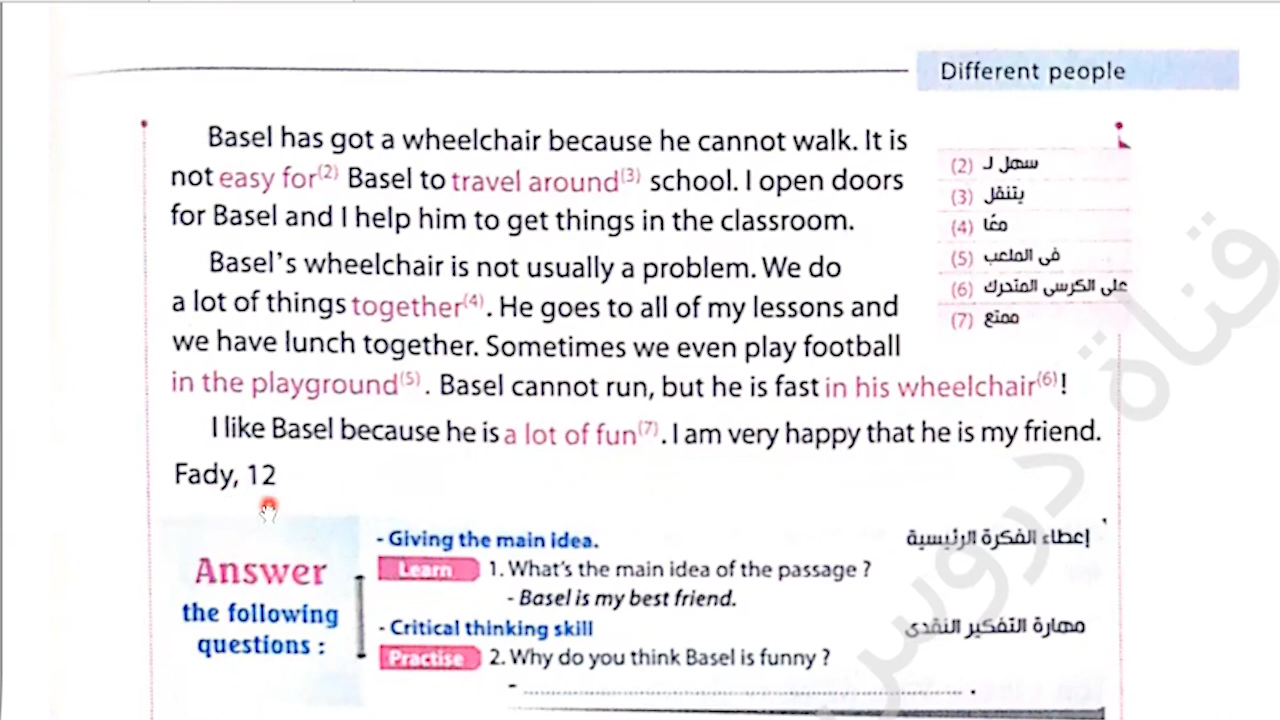 Different people
Basel has got a wheelchair because he cannot walk. It is
not easy for(2) Basel to travel around(3) school. I open doors
for Basel and I help him to get things in the classroom.
Basel's wheelchair is not usually a problem. We do
a lot of things together(4). He goes to all of my lessons and
we have lunch together. Sometimes we even play football
in the playground(5). Basel cannot run, but he is fast in his wheelchair(6)!
I like Basel because he is a lot of fun(7). I am very happy that he is my friend.
Fady, 12
(2) سهل لـ
(3) يتنقل
(4) معًا
(5) فى الملعب
(6) على الكرسى المتحرك
(7) ممتع
Answer
the following
questions :
- Giving the main idea.
إعطاء الفكرة الرئيسية
Learn 1. What's the main idea of the passage ?
- Basel is my best friend.
- Critical thinking skill
مهارة التفكير النقدى
Practise 2. Why do you think Basel is funny ?
- ........................................................ .
قناة دروس